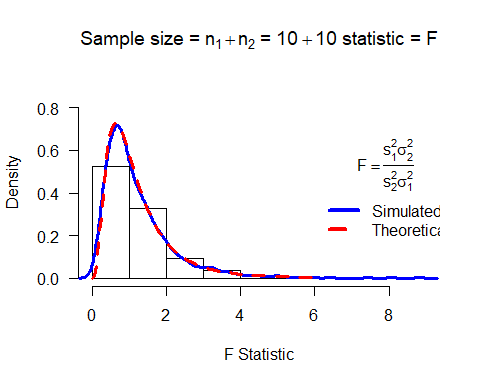 Sample size = n₁ + n₂ = 10 + 10 statistic = F
Density
0.8
0.6
0.4
0.2
0.0
F = s₁²σ₂² / s₂²σ₁²
Simulated
Theoretica
0 2 4 6 8
F Statistic